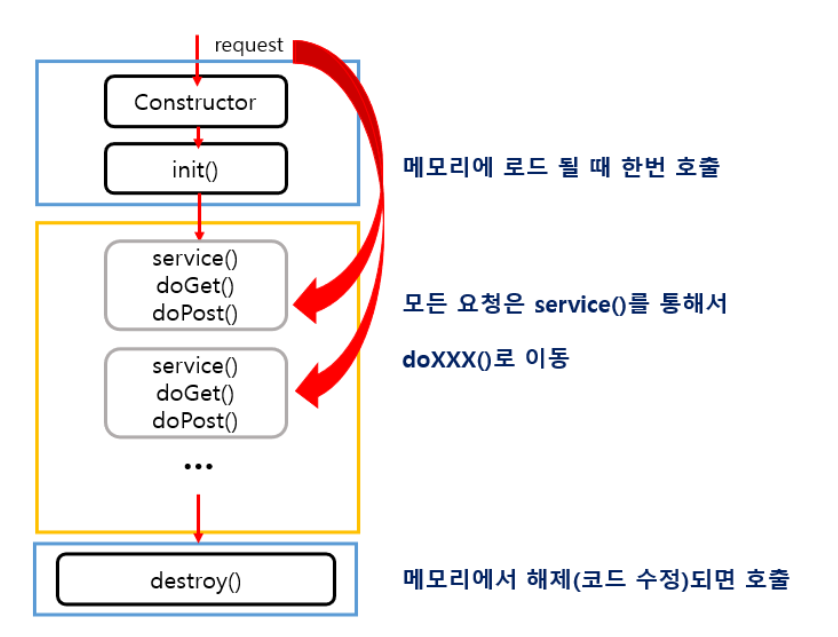 request
Constructor
init()
메모리에 로드 될 때 한번 호출
service()
doGet()
doPost()
모든 요청은 service()를 통해서
doXXX()로 이동
service()
doGet()
doPost()
...
destroy()
메모리에서 해제(코드 수정)되면 호출